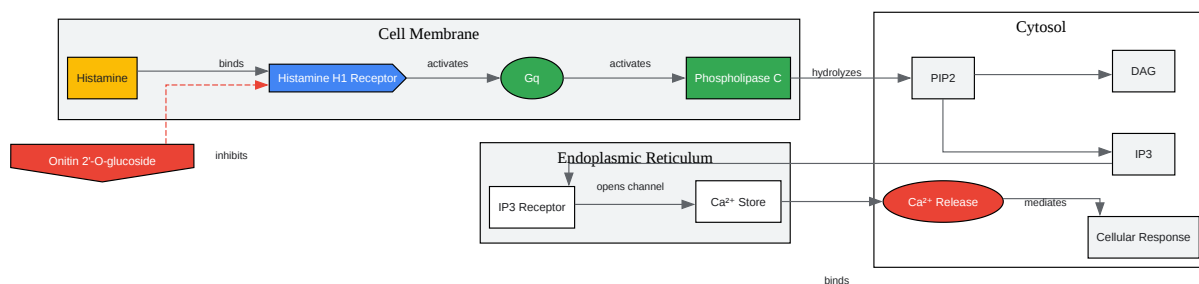 Cell Membrane
Histamine
binds
Histamine H1 Receptor
activates
Gq
activates
Phospholipase C
hydrolyzes
Cytosol
PIP2
DAG
IP3
Onitin 2'-O-glucoside
inhibits
Endoplasmic Reticulum
IP3 Receptor
opens channel
Ca²⁺ Store
Ca²⁺ Release
mediates
Cellular Response
binds